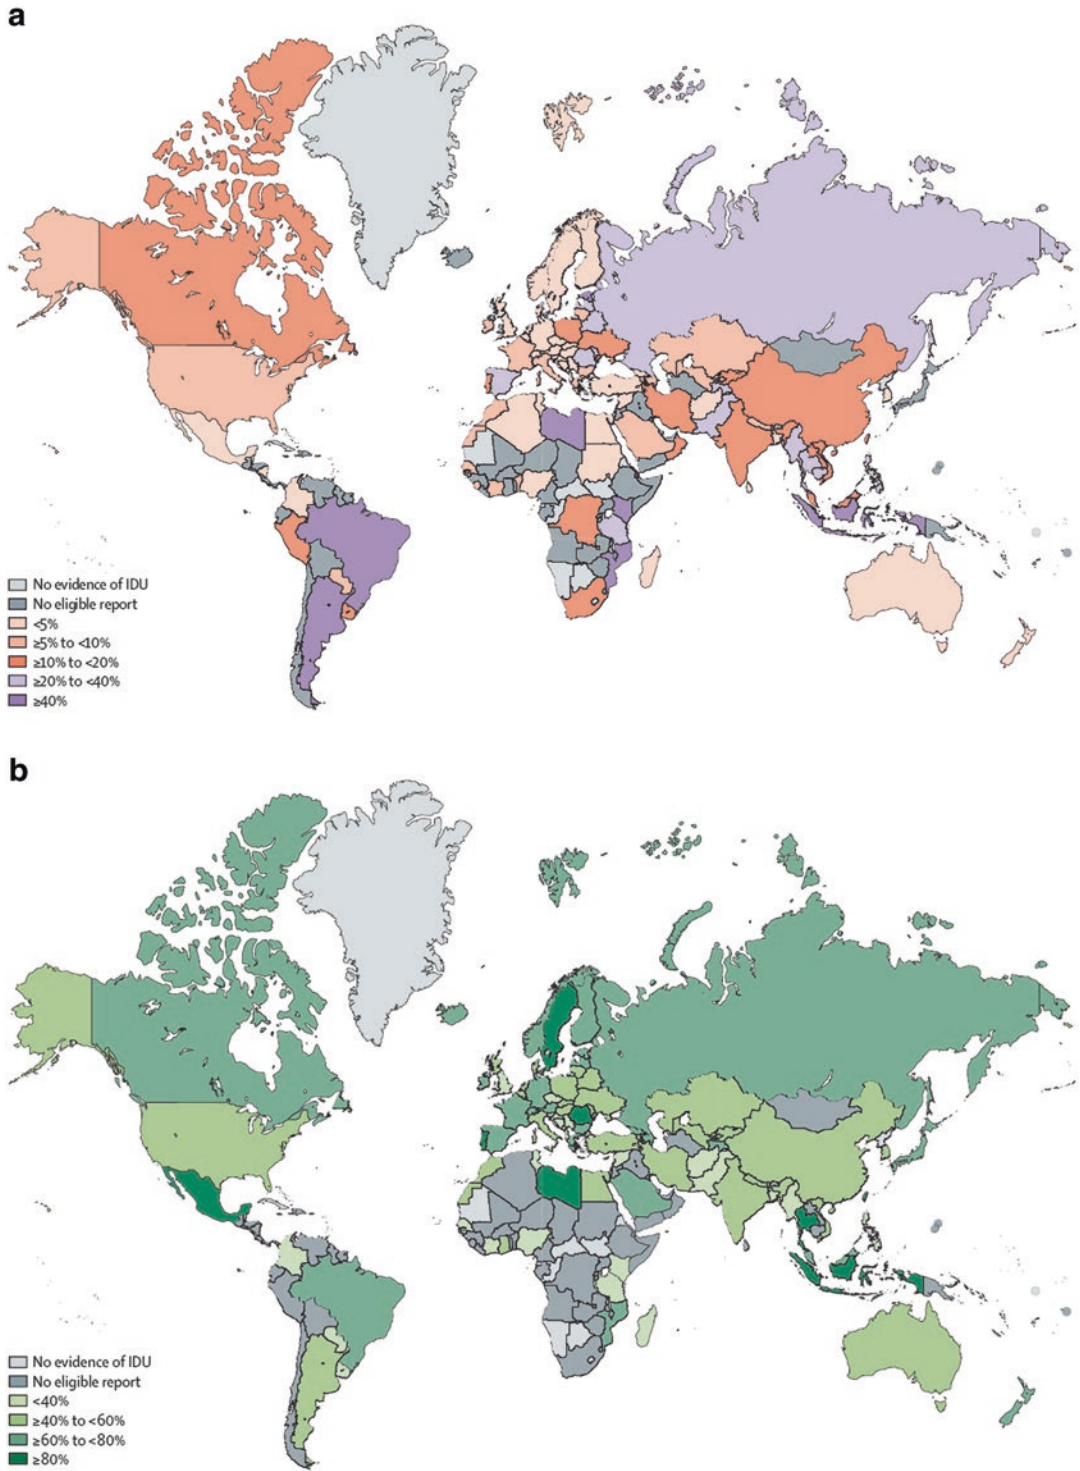 a
No evidence of IDU
No eligible report
<5%
≥5% to <10%
≥10% to <20%
≥20% to <40%
≥40%
b
No evidence of IDU
No eligible report
<40%
≥40% to <60%
≥60% to <80%
≥80%